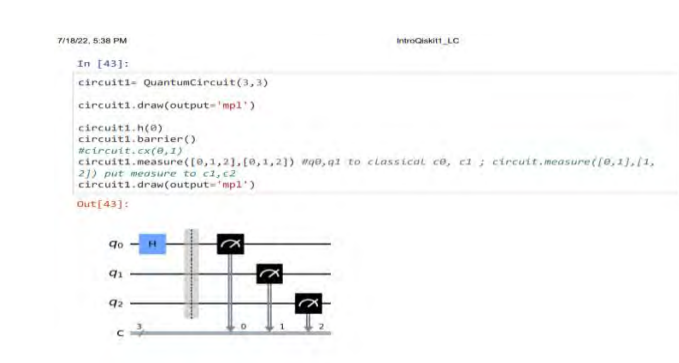 7/18/22, 5:38 PM IntroQiskit1_LC
In [43]:
circuit1= QuantumCircuit(3,3)
circuit1.draw(output='mpl')
circuit1.h(0)
circuit1.barrier()
#circuit.cx(0,1)
circuit1.measure([0,1,2],[0,1,2]) #q0,q1 to classical c0, c1 ; circuit.measure([0,1],[1,
2]) put measure to c1,c2
circuit1.draw(output='mpl')
Out[43]:
q0 H
q1
q2
c 3 0 1 2